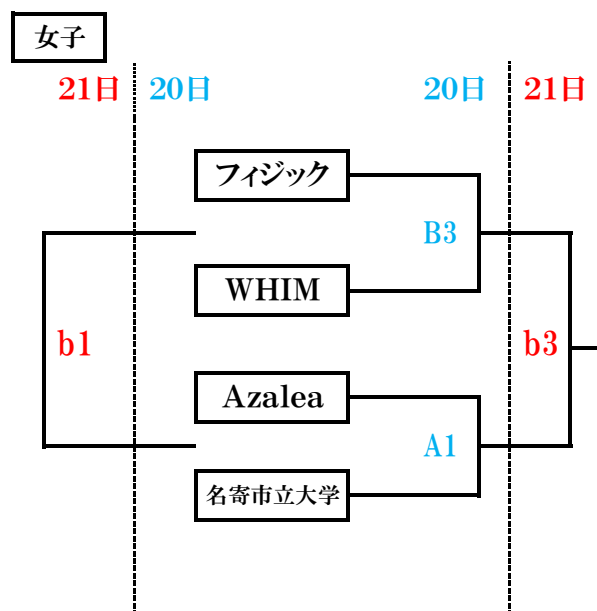 女子
21日 20日 20日 21日
フィジック
B3
WHIM
b1 b3
Azalea
A1
名寄市立大学